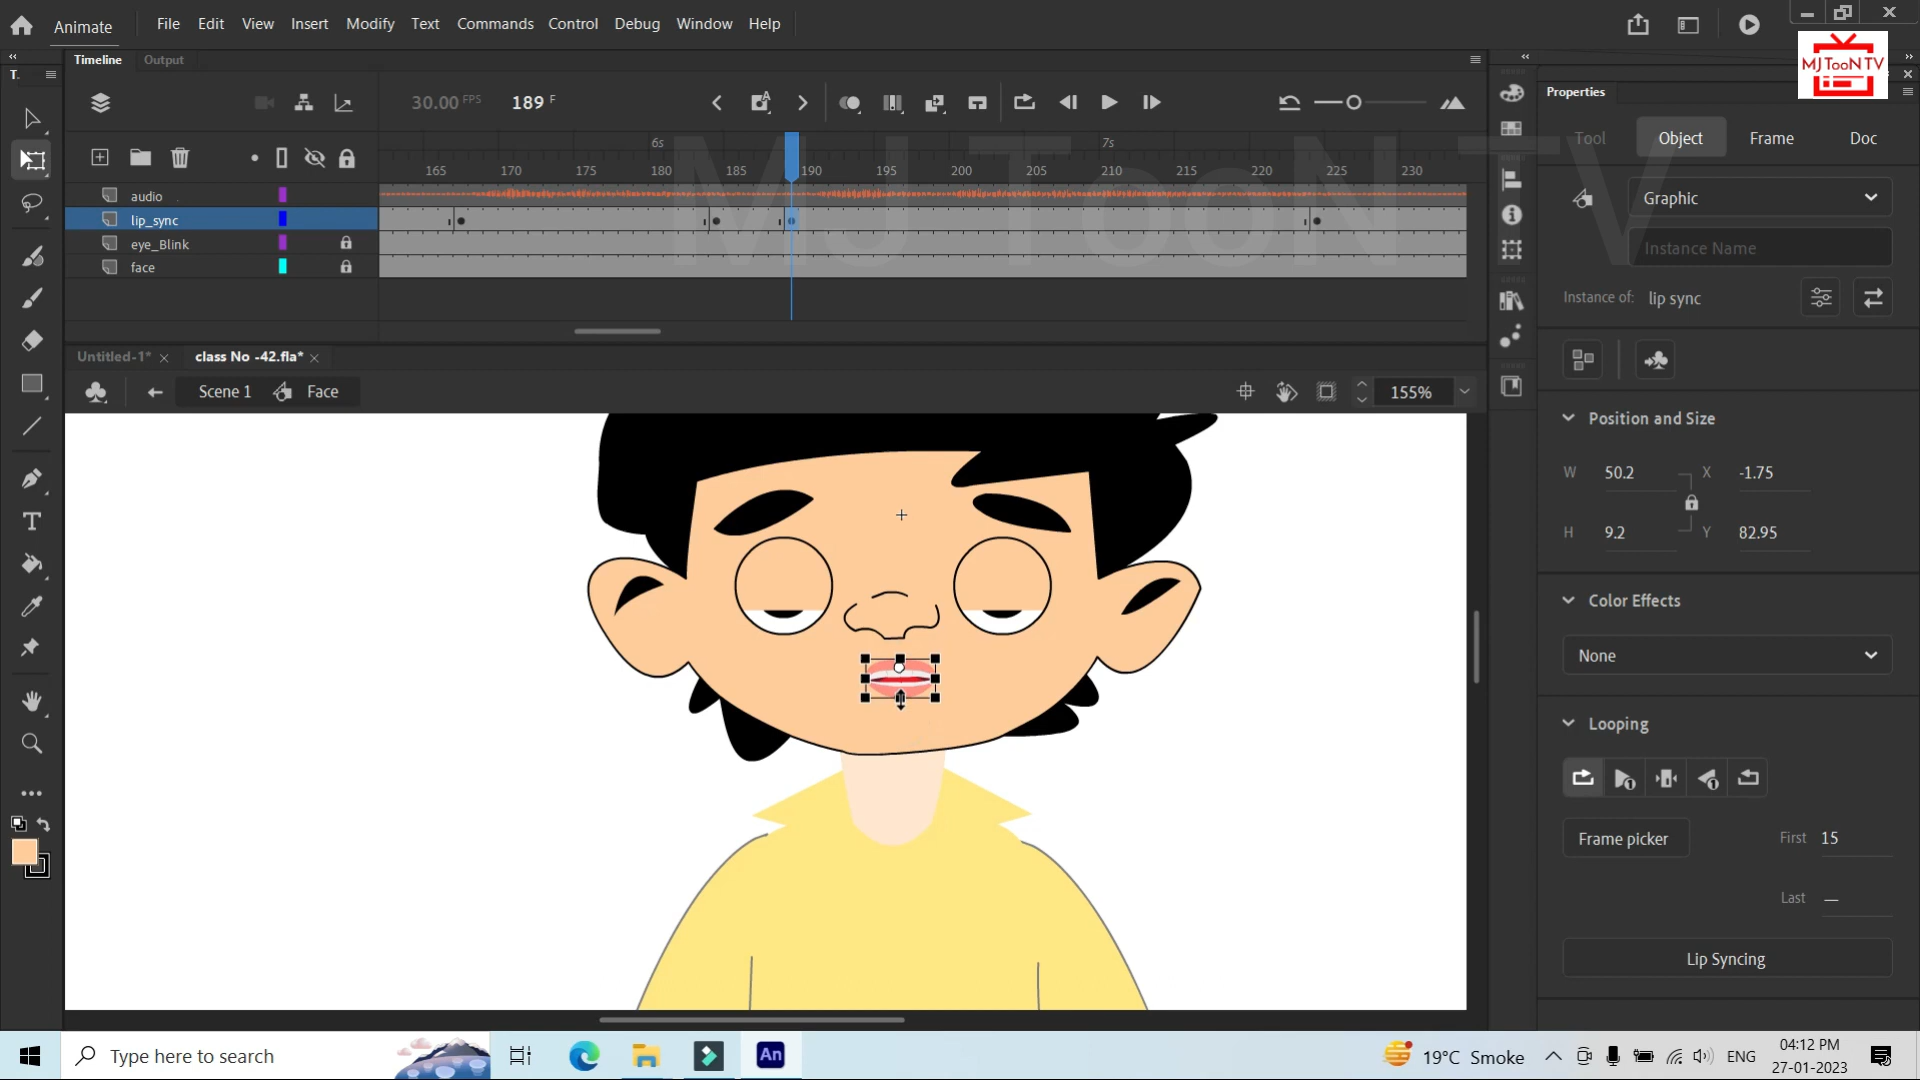 Animate
File Edit View Insert Modify Text Commands Control Debug Window Help
MJTooNTV
Timeline Output
T.
30.00 FPS 189 F
6s 7s
165 170 175 180 185 190 195 200 205 210 215 220 225 230
audio
lip_sync
eye_Blink
face
MJ TooN TV
Untitled-1* class No -42.fla*
Scene 1 Face
155%
Properties
Tool Object Frame Doc
Graphic
Instance Name
Instance of: lip sync
Position and Size
W 50.2 X -1.75
H 9.2 Y 82.95
Color Effects
None
Looping
Frame picker First 15
Last —
Lip Syncing
Type here to search
An
19°C Smoke
ENG
04:12 PM
27-01-2023